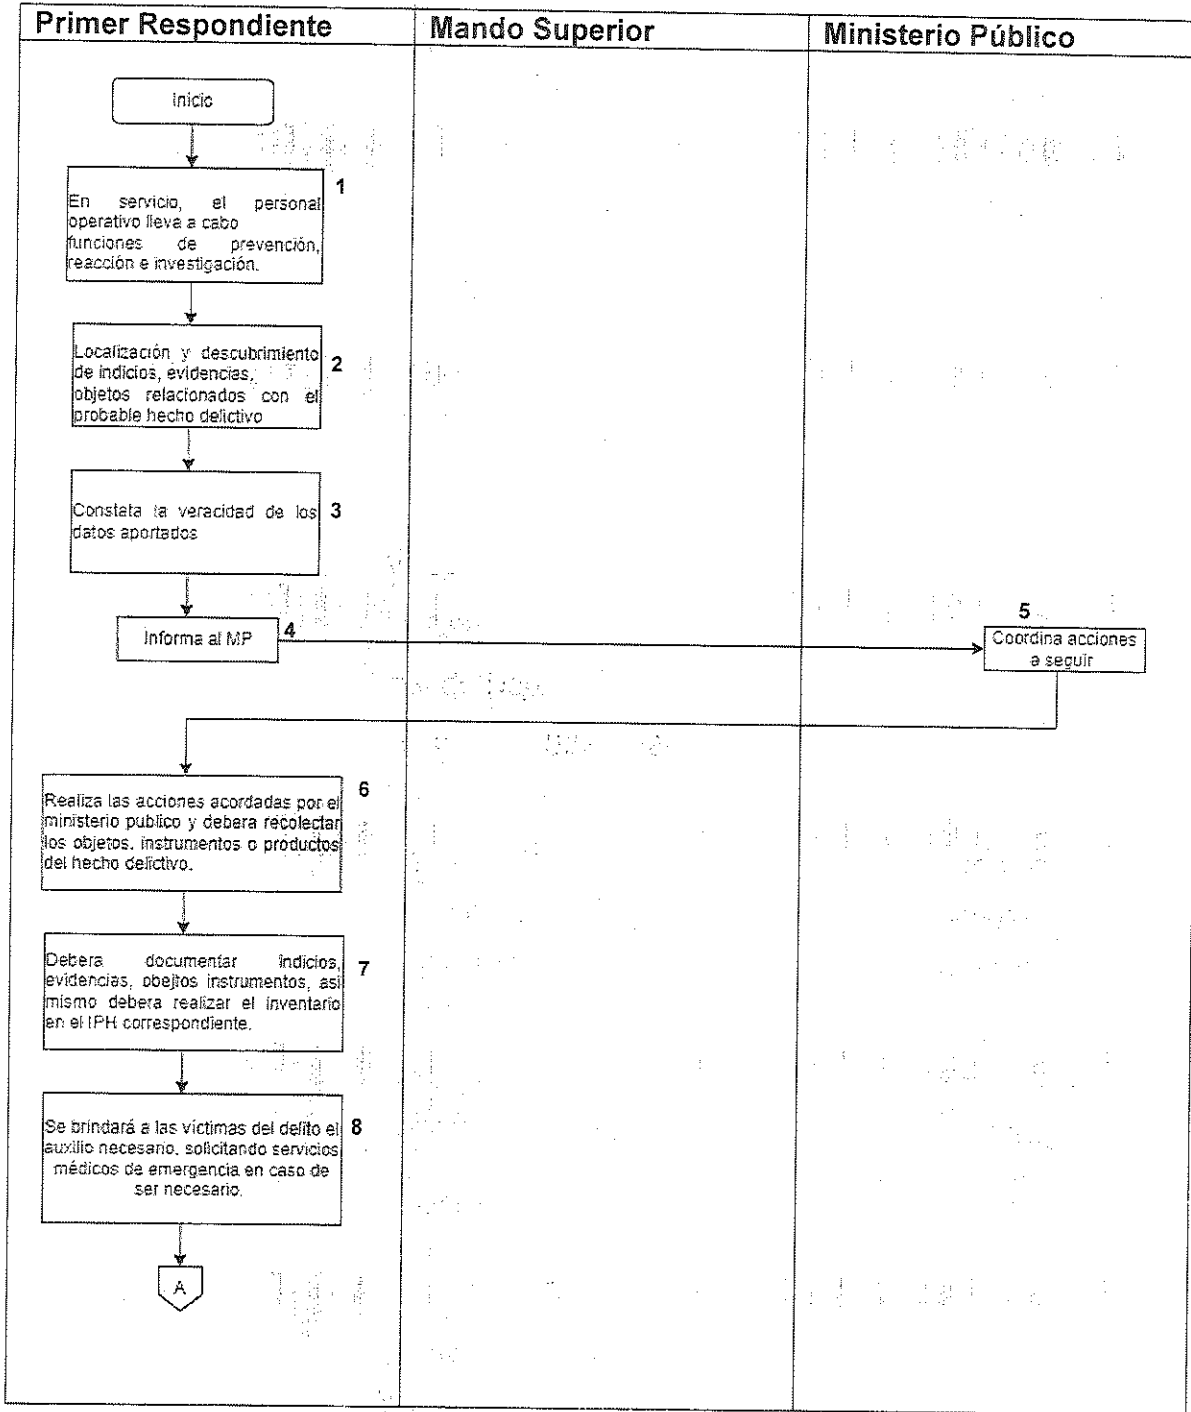 Primer Respondiente
Mando Superior
Ministerio Público
Inicio
1
En servicio, el personal
operativo lleva a cabo
funciones de prevención,
reacción e investigación.
2
Localización y descubrimiento
de indicios, evidencias,
objetos relacionados con el
probable hecho delictivo
3
Constata la veracidad de los
datos aportados
Informa al MP
4
5
Coordina acciones
a seguir
6
Realiza las acciones acordadas por el
ministerio publico y debera recolectar
los objetos, instrumentos o productos
del hecho delictivo.
7
Debera documentar indicios,
evidencias, obejtos instrumentos, asi
mismo debera realizar el inventario
en el IPH correspondiente.
8
Se brindará a las victimas del delito el
auxilio necesario, solicitando servicios
médicos de emergencia en caso de
ser necesario.
A